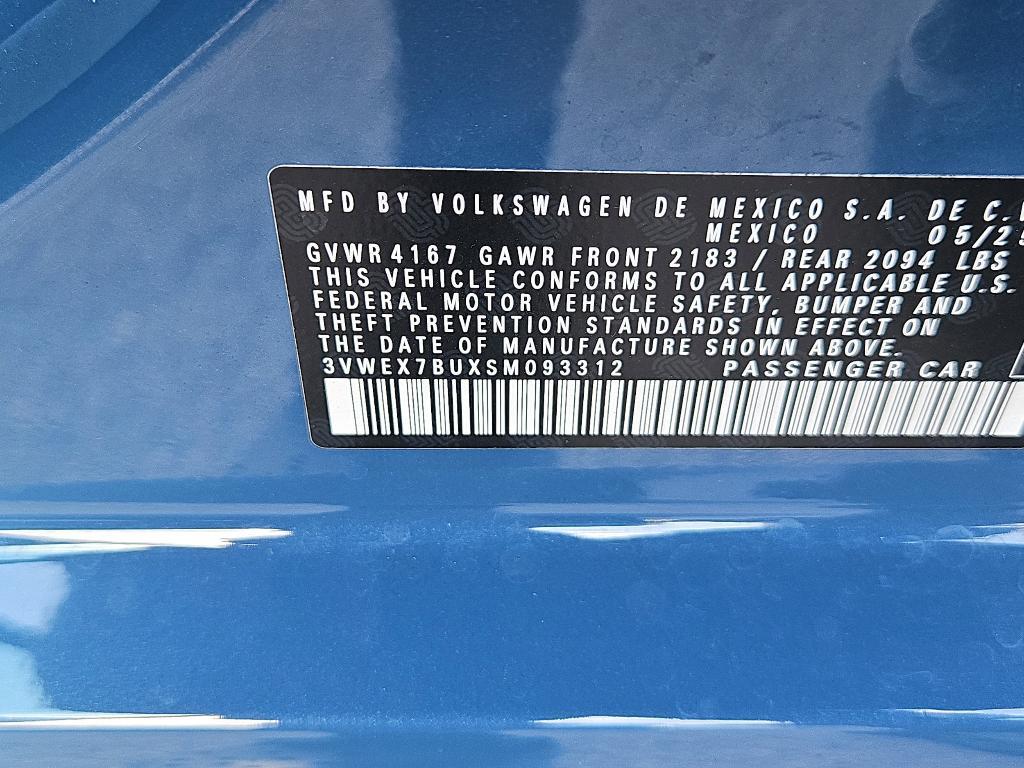 MFD BY VOLKSWAGEN DE MEXICO S.A. DE C.
MEXICO 05/25
GVWR 4167 GAWR FRONT 2183 / REAR 2094 LBS
THIS VEHICLE CONFORMS TO ALL APPLICABLE U.S.
FEDERAL MOTOR VEHICLE SAFETY, BUMPER AND
THEFT PREVENTION STANDARDS IN EFFECT ON
THE DATE OF MANUFACTURE SHOWN ABOVE.
3VWEX7BUXSM093312 PASSENGER CAR